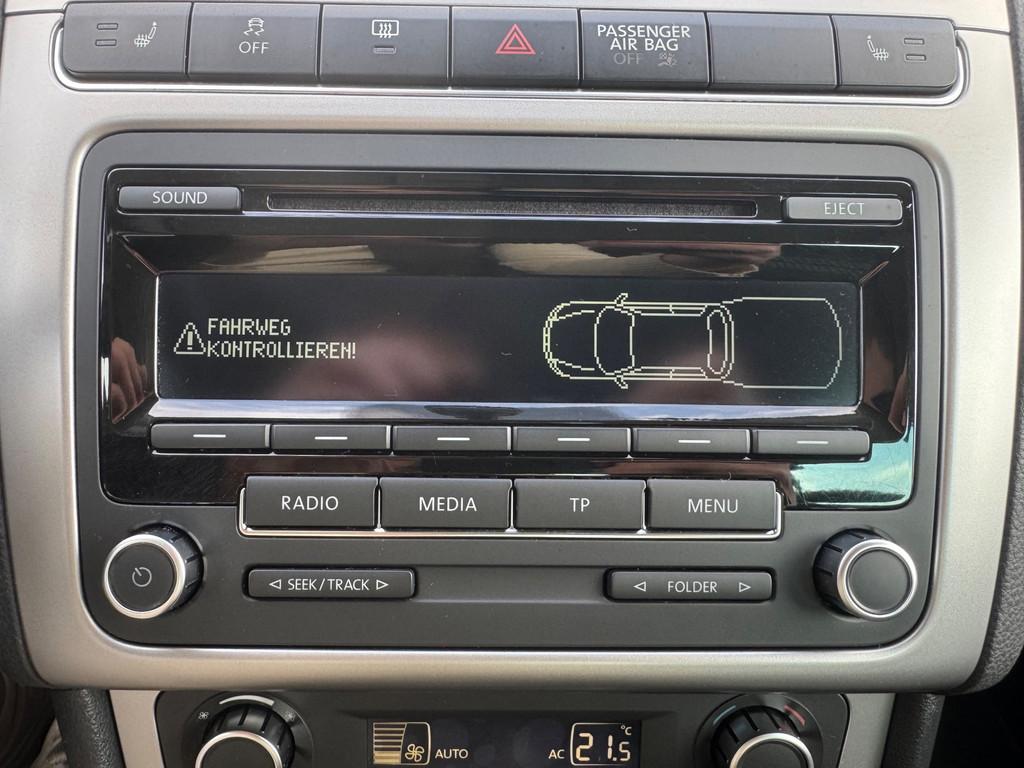 OFF
PASSENGER
AIR BAG
OFF
SOUND
EJECT
FAHRWEG
KONTROLLIEREN!
RADIO
MEDIA
TP
MENU
SEEK/TRACK
FOLDER
AUTO
AC 21.5 °C